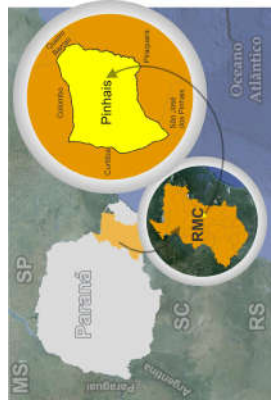 MS
SP
Paraná
Paraguai
Argentina
SC
RS
RMC
Oceano
Atlântico
Quatro
Barras
Colombo
Pinhais
Piraquara
Curitiba
São José
dos Pinhais